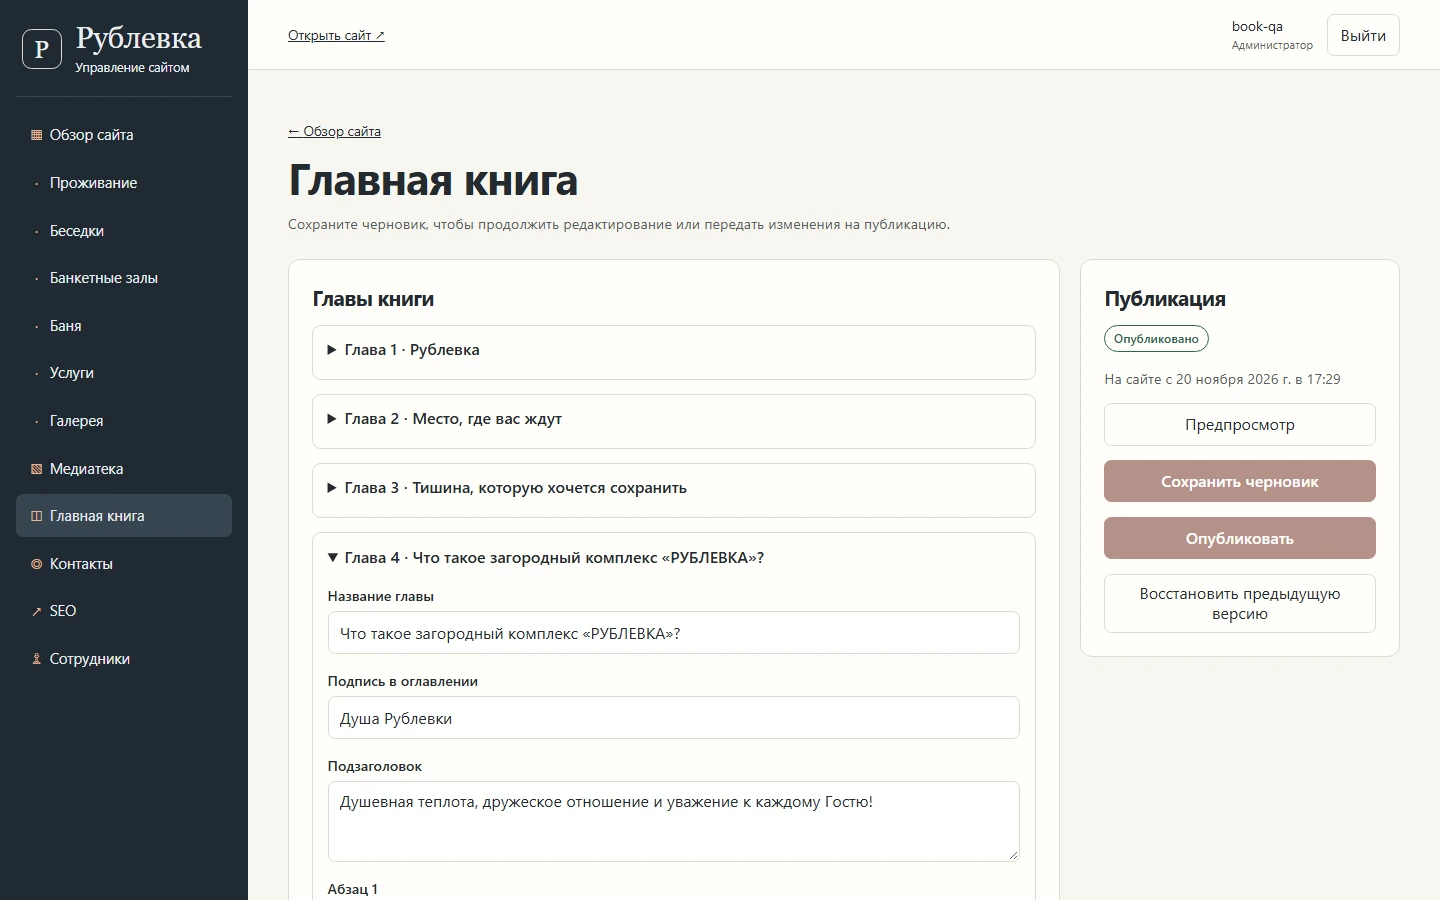 Р
Рублевка
Управление сайтом
Обзор сайта
Проживание
Беседки
Банкетные залы
Баня
Услуги
Галерея
Медиатека
Главная книга
Контакты
SEO
Сотрудники
Открыть сайт ↗
book-qa
Администратор
Выйти
← Обзор сайта
Главная книга
Сохраните черновик, чтобы продолжить редактирование или передать изменения на публикацию.
Главы книги
Глава 1 · Рублевка
Глава 2 · Место, где вас ждут
Глава 3 · Тишина, которую хочется сохранить
Глава 4 · Что такое загородный комплекс «РУБЛЕВКА»?
Название главы
Что такое загородный комплекс «РУБЛЕВКА»?
Подпись в оглавлении
Душа Рублевки
Подзаголовок
Душевная теплота, дружеское отношение и уважение к каждому Гостю!
Абзац 1
Публикация
Опубликовано
На сайте с 20 ноября 2026 г. в 17:29
Предпросмотр
Сохранить черновик
Опубликовать
Восстановить предыдущую
версию